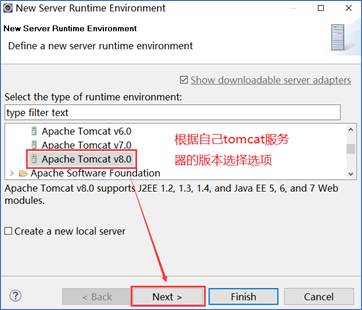 New Server Runtime Environment
New Server Runtime Environment
Define a new server runtime environment
Show downloadable server adapters
Select the type of runtime environment:
type filter text
Apache Tomcat v6.0
Apache Tomcat v7.0
Apache Tomcat v8.0
Apache Software Foundation
根据自己tomcat服务
器的版本选择选项
Apache Tomcat v8.0 supports J2EE 1.2, 1.3, 1.4, and Java EE 5, 6, and 7 Web
modules.
Create a new local server
? < Back Next > Finish Cancel